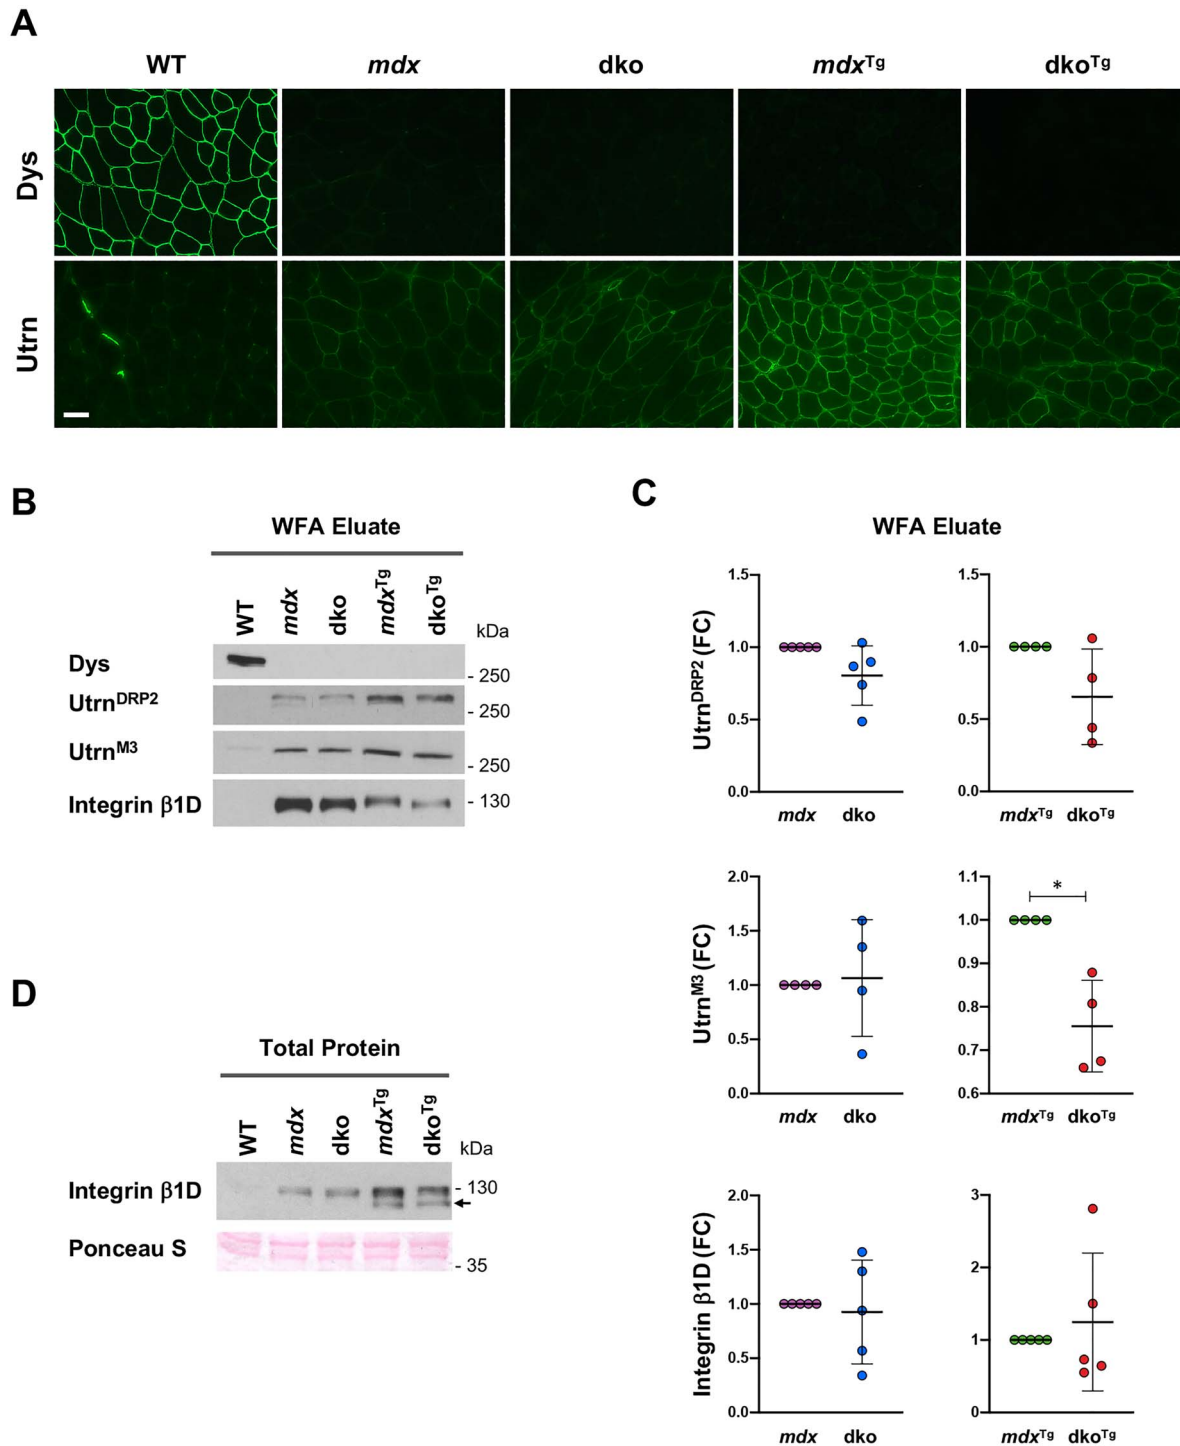 A
WT mdx dko mdxTg dkoTg
Dys
Utrn
B
WFA Eluate
WT mdx dko mdxTg dkoTg
kDa
Dys
- 250
UtrnDRP2
- 250
UtrnM3
- 250
Integrin β1D
- 130
C
WFA Eluate
UtrnDRP2 (FC)
1.5
1.0
0.5
0.0
mdx dko
1.5
1.0
0.5
0.0
mdxTg dkoTg
UtrnM3 (FC)
2.0
1.5
1.0
0.5
0.0
mdx dko
1.1
1.0
0.9
0.8
0.7
0.6
*
mdxTg dkoTg
Integrin β1D (FC)
2.0
1.5
1.0
0.5
0.0
mdx dko
3
2
1
0
mdxTg dkoTg
D
Total Protein
WT mdx dko mdxTg dkoTg
kDa
Integrin β1D
- 130
Ponceau S
- 35